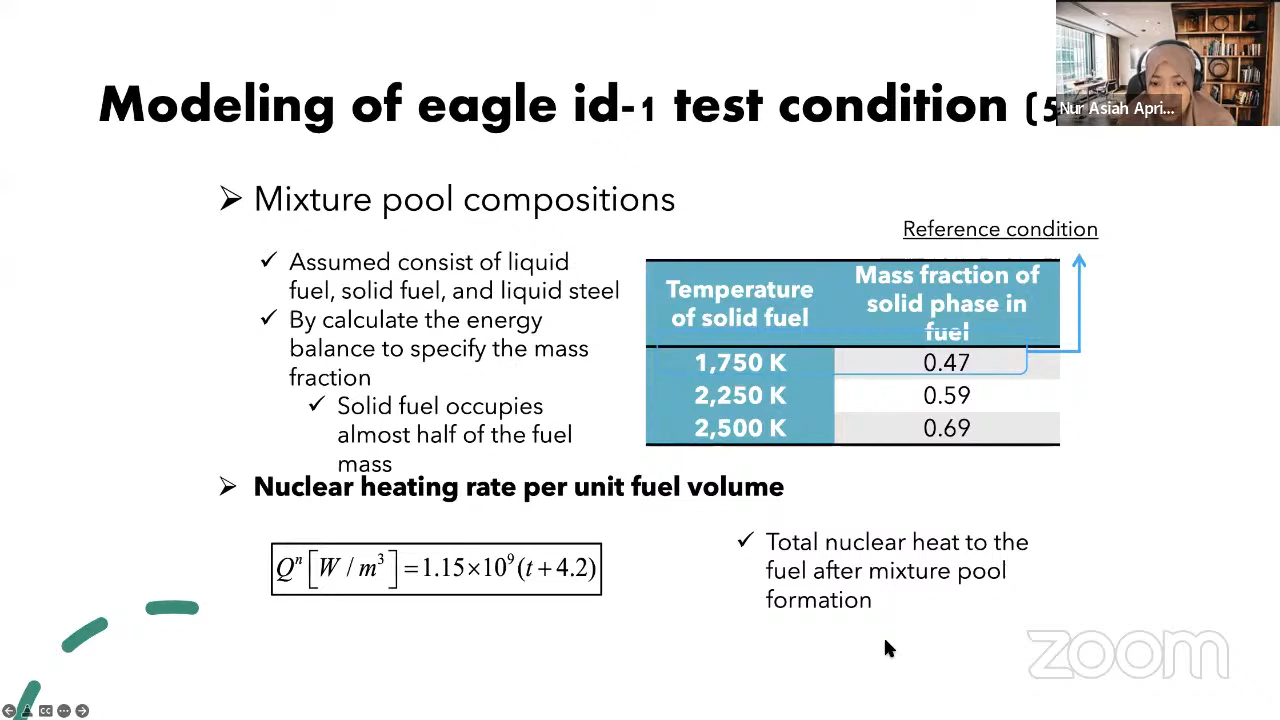 Modeling of eagle id-1 test condition (5
Nur Asiah Apri...
➢ Mixture pool compositions
Reference condition
✓ Assumed consist of liquid
fuel, solid fuel, and liquid steel
✓ By calculate the energy
balance to specify the mass
fraction
✓ Solid fuel occupies
almost half of the fuel
mass
Temperature
of solid fuel
Mass fraction of
solid phase in
fuel
1,750 K 0.47
2,250 K 0.59
2,500 K 0.69
➢ Nuclear heating rate per unit fuel volume
Qⁿ[W/m³]=1.15×10⁹(t+4.2)
✓ Total nuclear heat to the
fuel after mixture pool
formation
zoom
CC